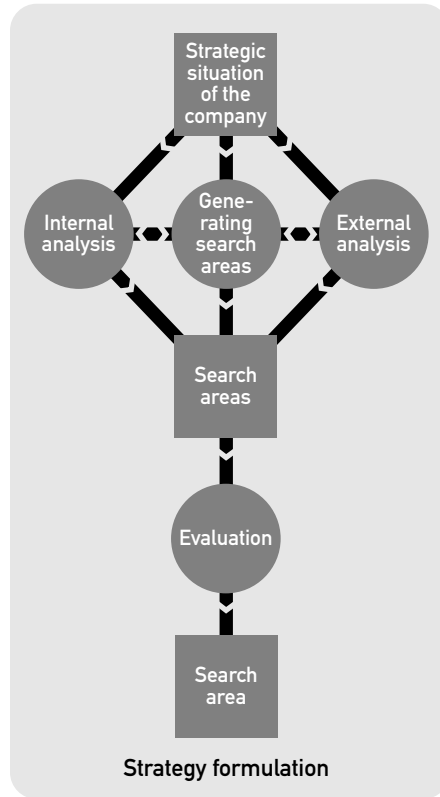 Strategic
situation
of the
company
Internal
analysis
Gene-
rating
search
areas
External
analysis
Search
areas
Evaluation
Search
area
Strategy formulation